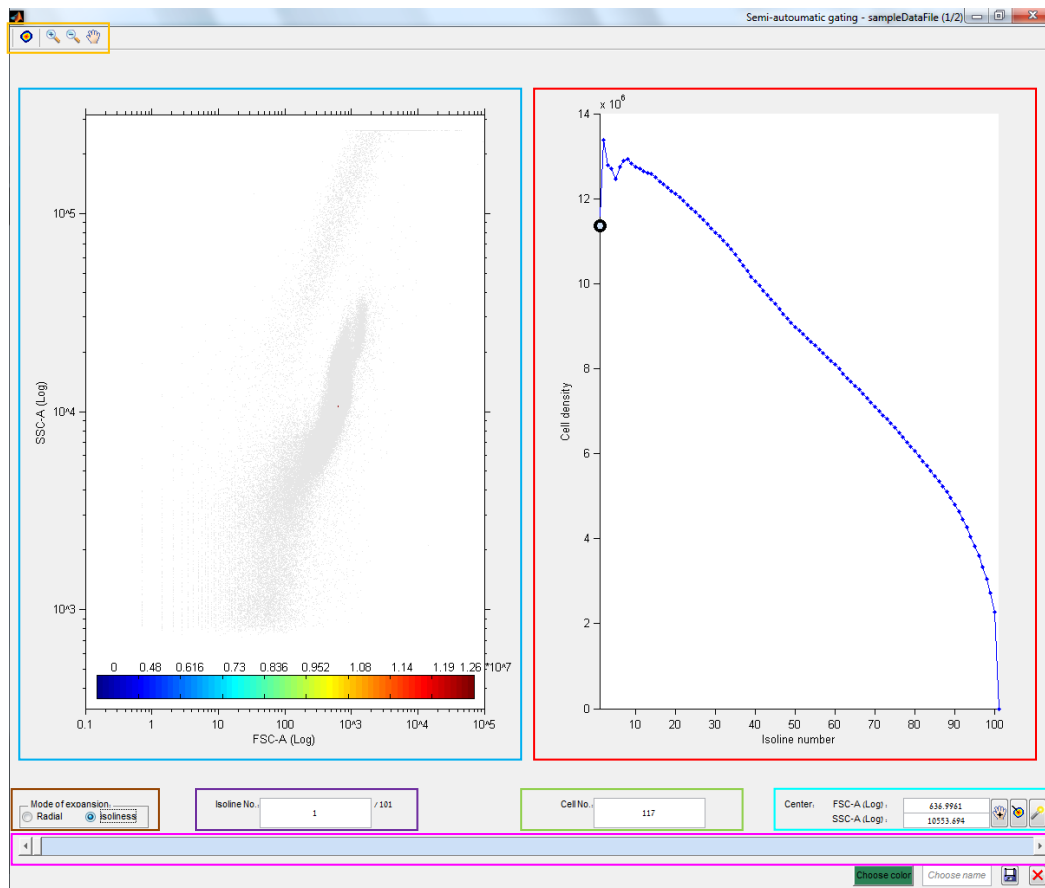 Semi-autoumatic gating - sampleDataFile (1/2)
SSC-A (Log)
10^5
10^4
10^3
0 0.48 0.616 0.73 0.836 0.952 1.08 1.14 1.19 1.26 *10^7
0.1 1 10 100 10^3 10^4 10^5
FSC-A (Log)
x 10^6
Cell density
14
12
10
8
6
4
2
0
10 20 30 40 50 60 70 80 90 100
Isoline number
Mode of expansion:
Radial Isoliness
Isoline No.: 1 / 101
Cell No.: 117
Center: FSC-A (Log) : 636.9961
SSC-A (Log) : 10553.694
Choose color Choose name